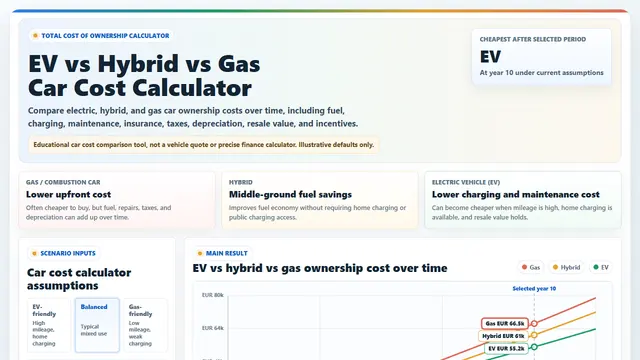 TOTAL COST OF OWNERSHIP CALCULATOR
EV vs Hybrid vs Gas
Car Cost Calculator
Compare electric, hybrid, and gas car ownership costs over time, including fuel,
charging, maintenance, insurance, taxes, depreciation, resale value, and incentives.
Educational car cost comparison tool, not a vehicle quote or precise finance calculator. Illustrative defaults only.
CHEAPEST AFTER SELECTED PERIOD
EV
At year 10 under current assumptions
GAS / COMBUSTION CAR
Lower upfront cost
Often cheaper to buy, but fuel, repairs, taxes, and
depreciation can add up over time.
HYBRID
Middle-ground fuel savings
Improves fuel economy without requiring home charging or
public charging access.
ELECTRIC VEHICLE (EV)
Lower charging and maintenance cost
Can become cheaper when mileage is high, home charging is
available, and resale value holds.
SCENARIO INPUTS
Car cost calculator
assumptions
EV-
friendly
High
mileage,
home
charging
Balanced
Typical
mixed use
Gas-
friendly
Low
mileage,
weak
charging
MAIN RESULT
EV vs hybrid vs gas ownership cost over time
Gas
Hybrid
EV
Selected year 10
EUR 80k
EUR 64k
Gas EUR 66.5k
Hybrid EUR 61k
EV EUR 55.2k